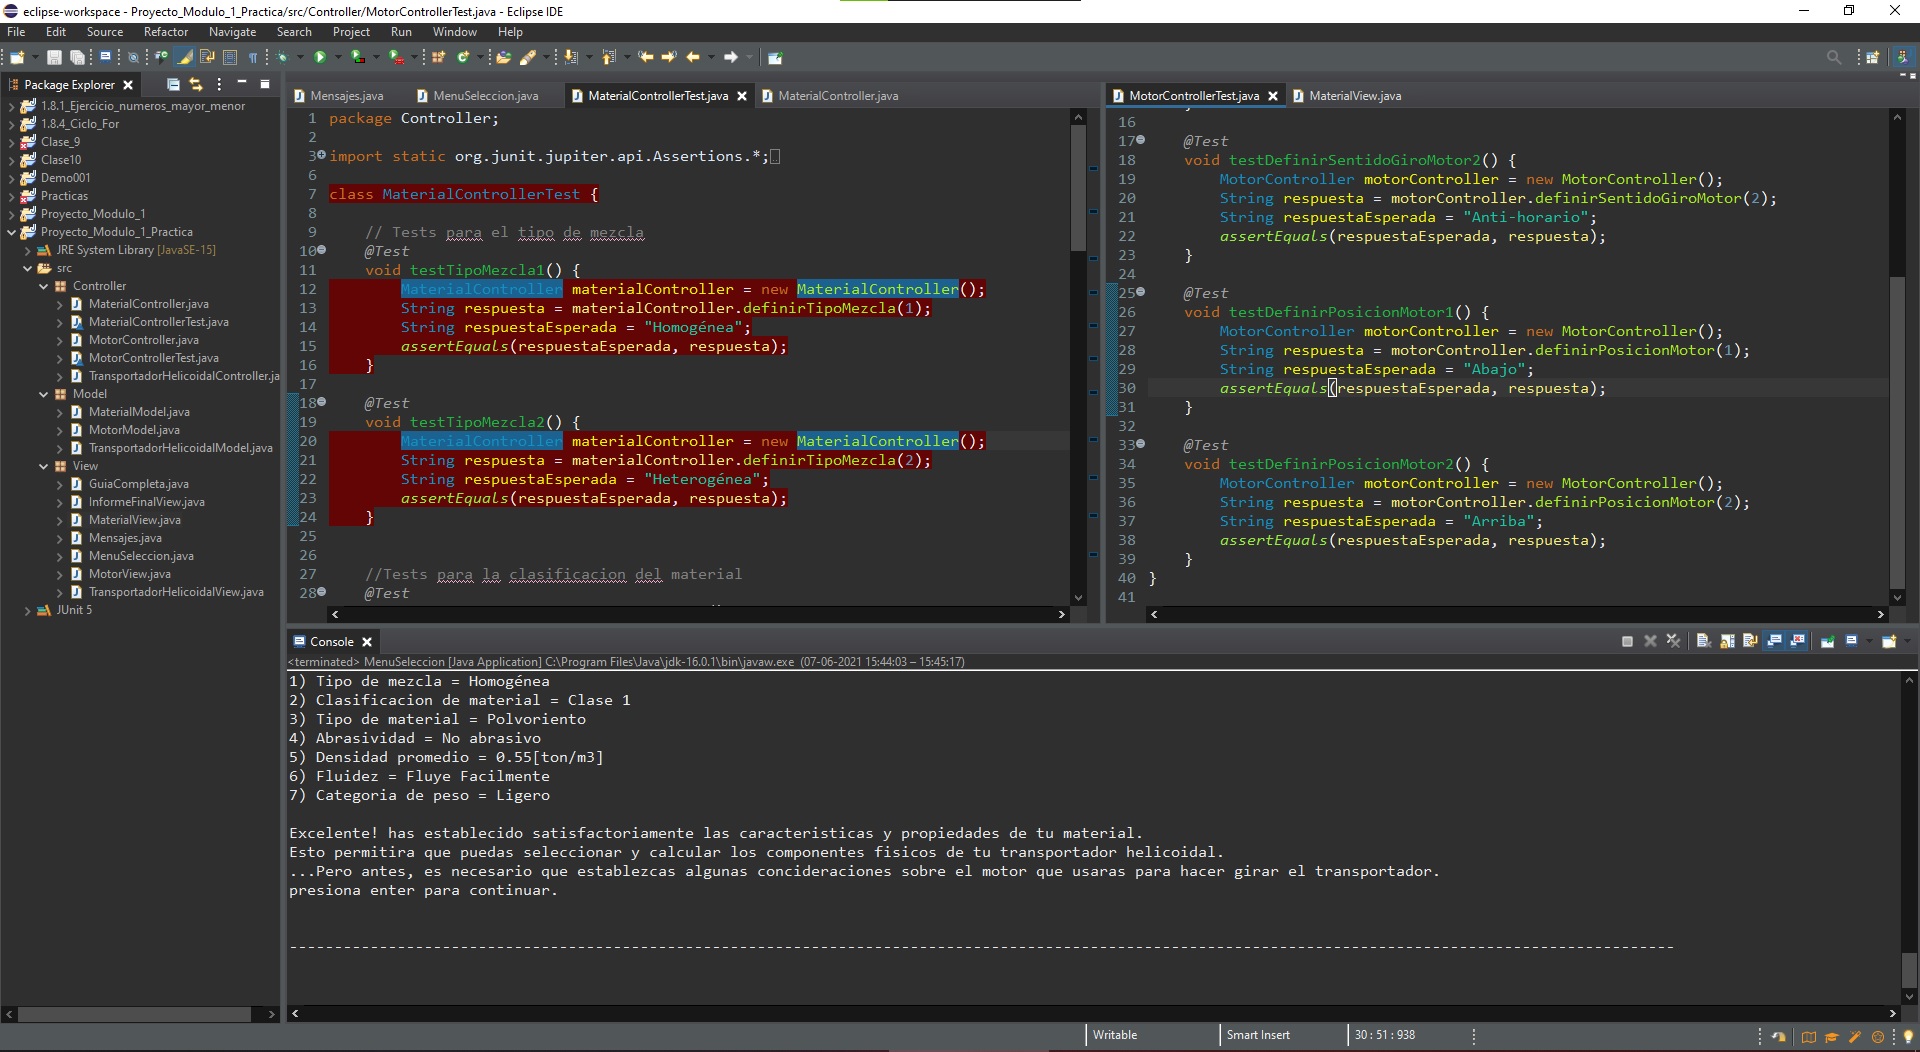 eclipse-workspace - Proyecto_Modulo_1_Practica/src/Controller/MotorControllerTest.java - Eclipse IDE
File Edit Source Refactor Navigate Search Project Run Window Help
Package Explorer
1.8.1_Ejercicio_numeros_mayor_menor
1.8.4_Ciclo_For
Clase_9
Clase10
Demo001
Practicas
Proyecto_Modulo_1
Proyecto_Modulo_1_Practica
JRE System Library [JavaSE-15]
src
Controller
MaterialController.java
MaterialControllerTest.java
MotorController.java
MotorControllerTest.java
TransportadorHelicoidalController.ja
Model
MaterialModel.java
MotorModel.java
TransportadorHelicoidalModel.java
View
GuiaCompleta.java
InformeFinalView.java
MaterialView.java
Mensajes.java
MenuSeleccion.java
MotorView.java
TransportadorHelicoidalView.java
JUnit 5
Mensajes.java MenuSeleccion.java MaterialControllerTest.java MaterialController.java
1 package Controller;
2
3 import static org.junit.jupiter.api.Assertions.*;
6
7 class MaterialControllerTest {
8
9 // Tests para el tipo de mezcla
10 @Test
11 void testTipoMezcla1() {
12 MaterialController materialController = new MaterialController();
13 String respuesta = materialController.definirTipoMezcla(1);
14 String respuestaEsperada = "Homogénea";
15 assertEquals(respuestaEsperada, respuesta);
16 }
17
18 @Test
19 void testTipoMezcla2() {
20 MaterialController materialController = new MaterialController();
21 String respuesta = materialController.definirTipoMezcla(2);
22 String respuestaEsperada = "Heterogénea";
23 assertEquals(respuestaEsperada, respuesta);
24 }
25
26
27 //Tests para la clasificacion del material
28 @Test
MotorControllerTest.java MaterialView.java
16
17 @Test
18 void testDefinirSentidoGiroMotor2() {
19 MotorController motorController = new MotorController();
20 String respuesta = motorController.definirSentidoGiroMotor(2);
21 String respuestaEsperada = "Anti-horario";
22 assertEquals(respuestaEsperada, respuesta);
23 }
24
25 @Test
26 void testDefinirPosicionMotor1() {
27 MotorController motorController = new MotorController();
28 String respuesta = motorController.definirPosicionMotor(1);
29 String respuestaEsperada = "Abajo";
30 assertEquals(respuestaEsperada, respuesta);
31 }
32
33 @Test
34 void testDefinirPosicionMotor2() {
35 MotorController motorController = new MotorController();
36 String respuesta = motorController.definirPosicionMotor(2);
37 String respuestaEsperada = "Arriba";
38 assertEquals(respuestaEsperada, respuesta);
39 }
40 }
41
Console
<terminated> MenuSeleccion [Java Application] C:\Program Files\Java\jdk-16.0.1\bin\javaw.exe (07-06-2021 15:44:03 – 15:45:17)
1) Tipo de mezcla = Homogénea
2) Clasificacion de material = Clase 1
3) Tipo de material = Polvoriento
4) Abrasividad = No abrasivo
5) Densidad promedio = 0.55[ton/m3]
6) Fluidez = Fluye Facilmente
7) Categoria de peso = Ligero
Excelente! has establecido satisfactoriamente las caracteristicas y propiedades de tu material.
Esto permitira que puedas seleccionar y calcular los componentes fisicos de tu transportador helicoidal.
...Pero antes, es necesario que establezcas algunas concideraciones sobre el motor que usaras para hacer girar el transportador.
presiona enter para continuar.
Writable Smart Insert 30 : 51 : 938